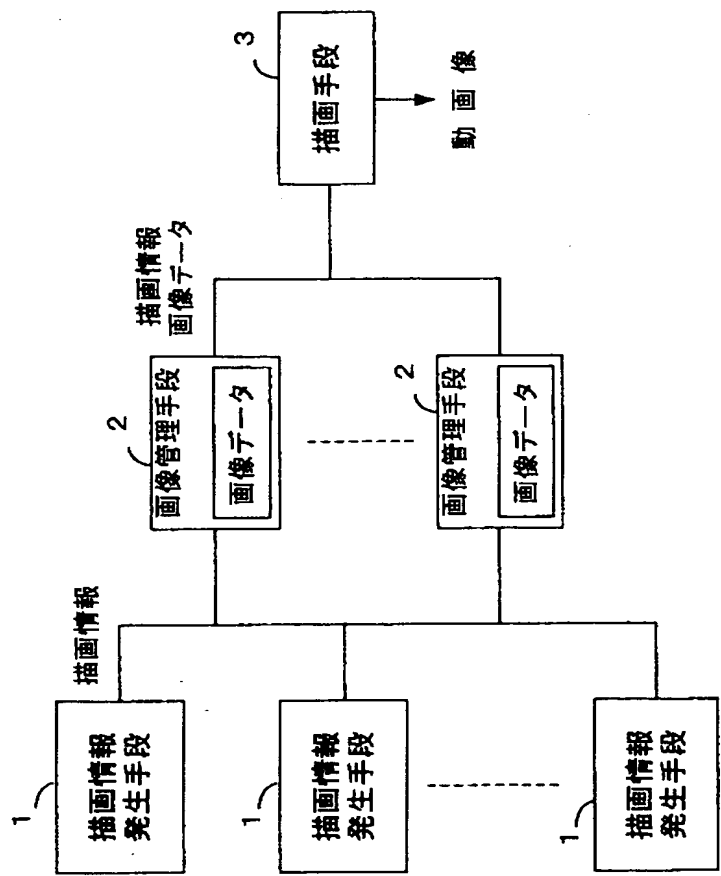 1
描画情報
発生手段
描画情報
1
描画情報
発生手段
1
描画情報
発生手段
2
画像管理手段
画像データ
描画情報
画像データ
2
画像管理手段
画像データ
3
描画手段
動画像